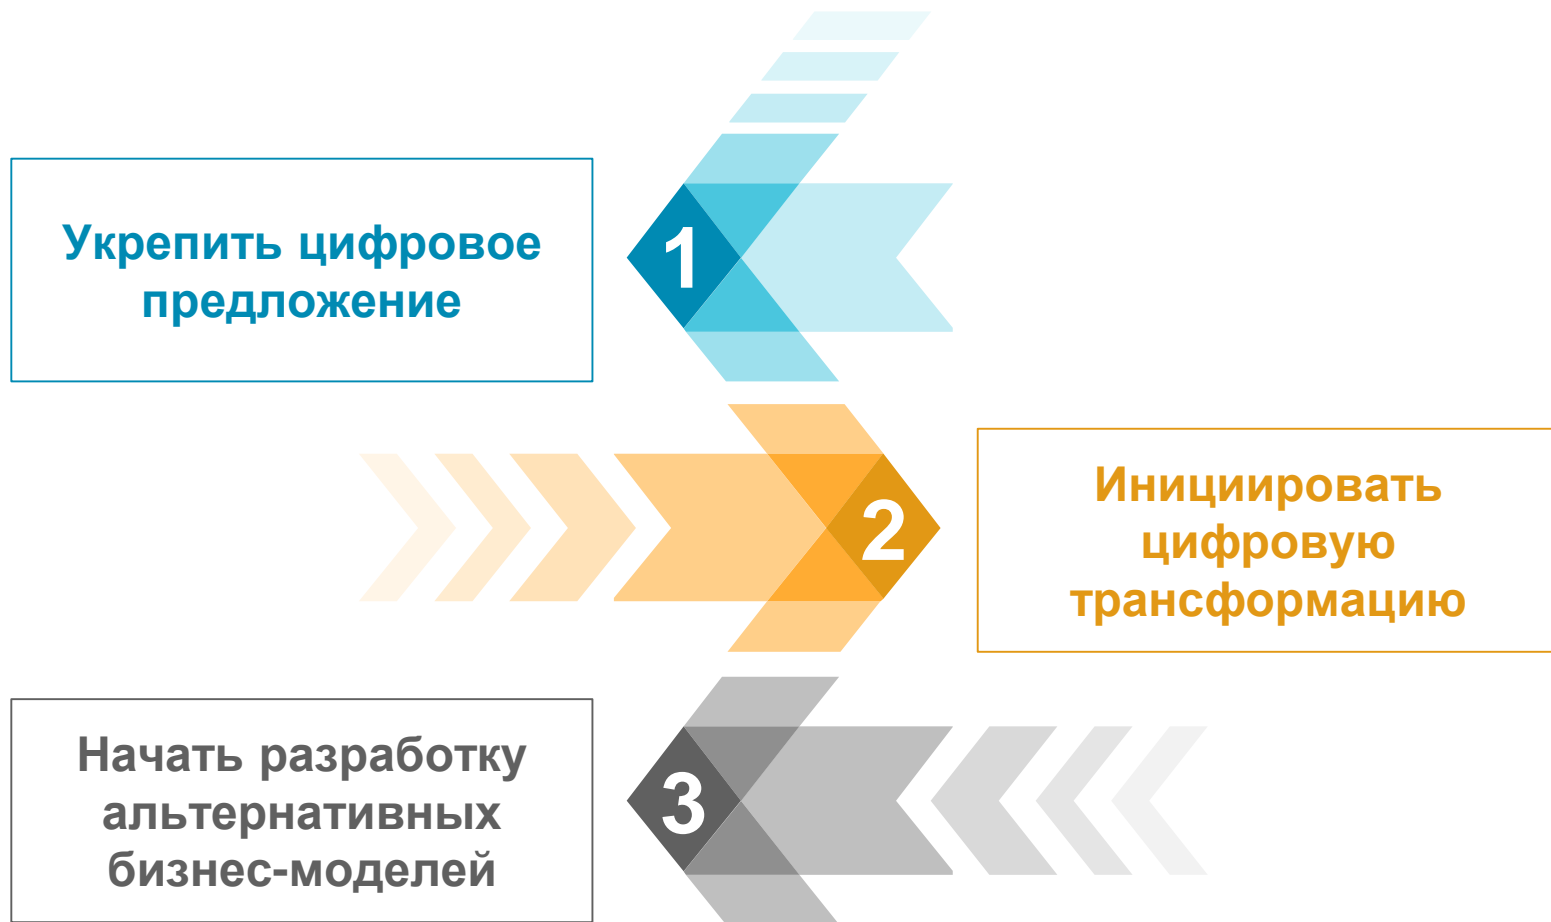 1
Укрепить цифровое
предложение
2
Инициировать
цифровую
трансформацию
3
Начать разработку
альтернативных
бизнес-моделей